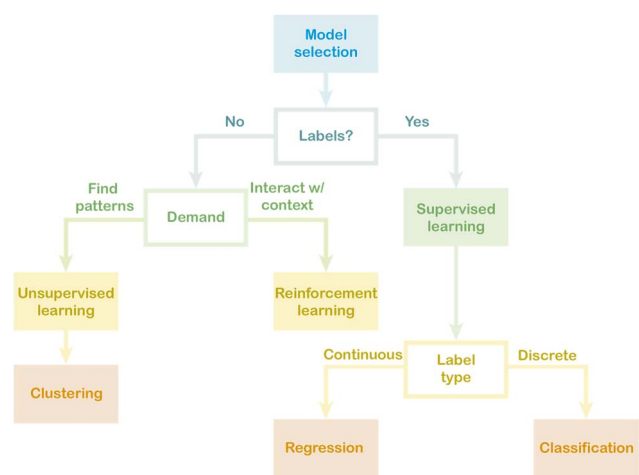 Model
selection
No
Labels?
Yes
Find
patterns
Demand
Interact w/
context
Supervised
learning
Unsupervised
learning
Reinforcement
learning
Clustering
Continuous
Label
type
Discrete
Regression
Classification